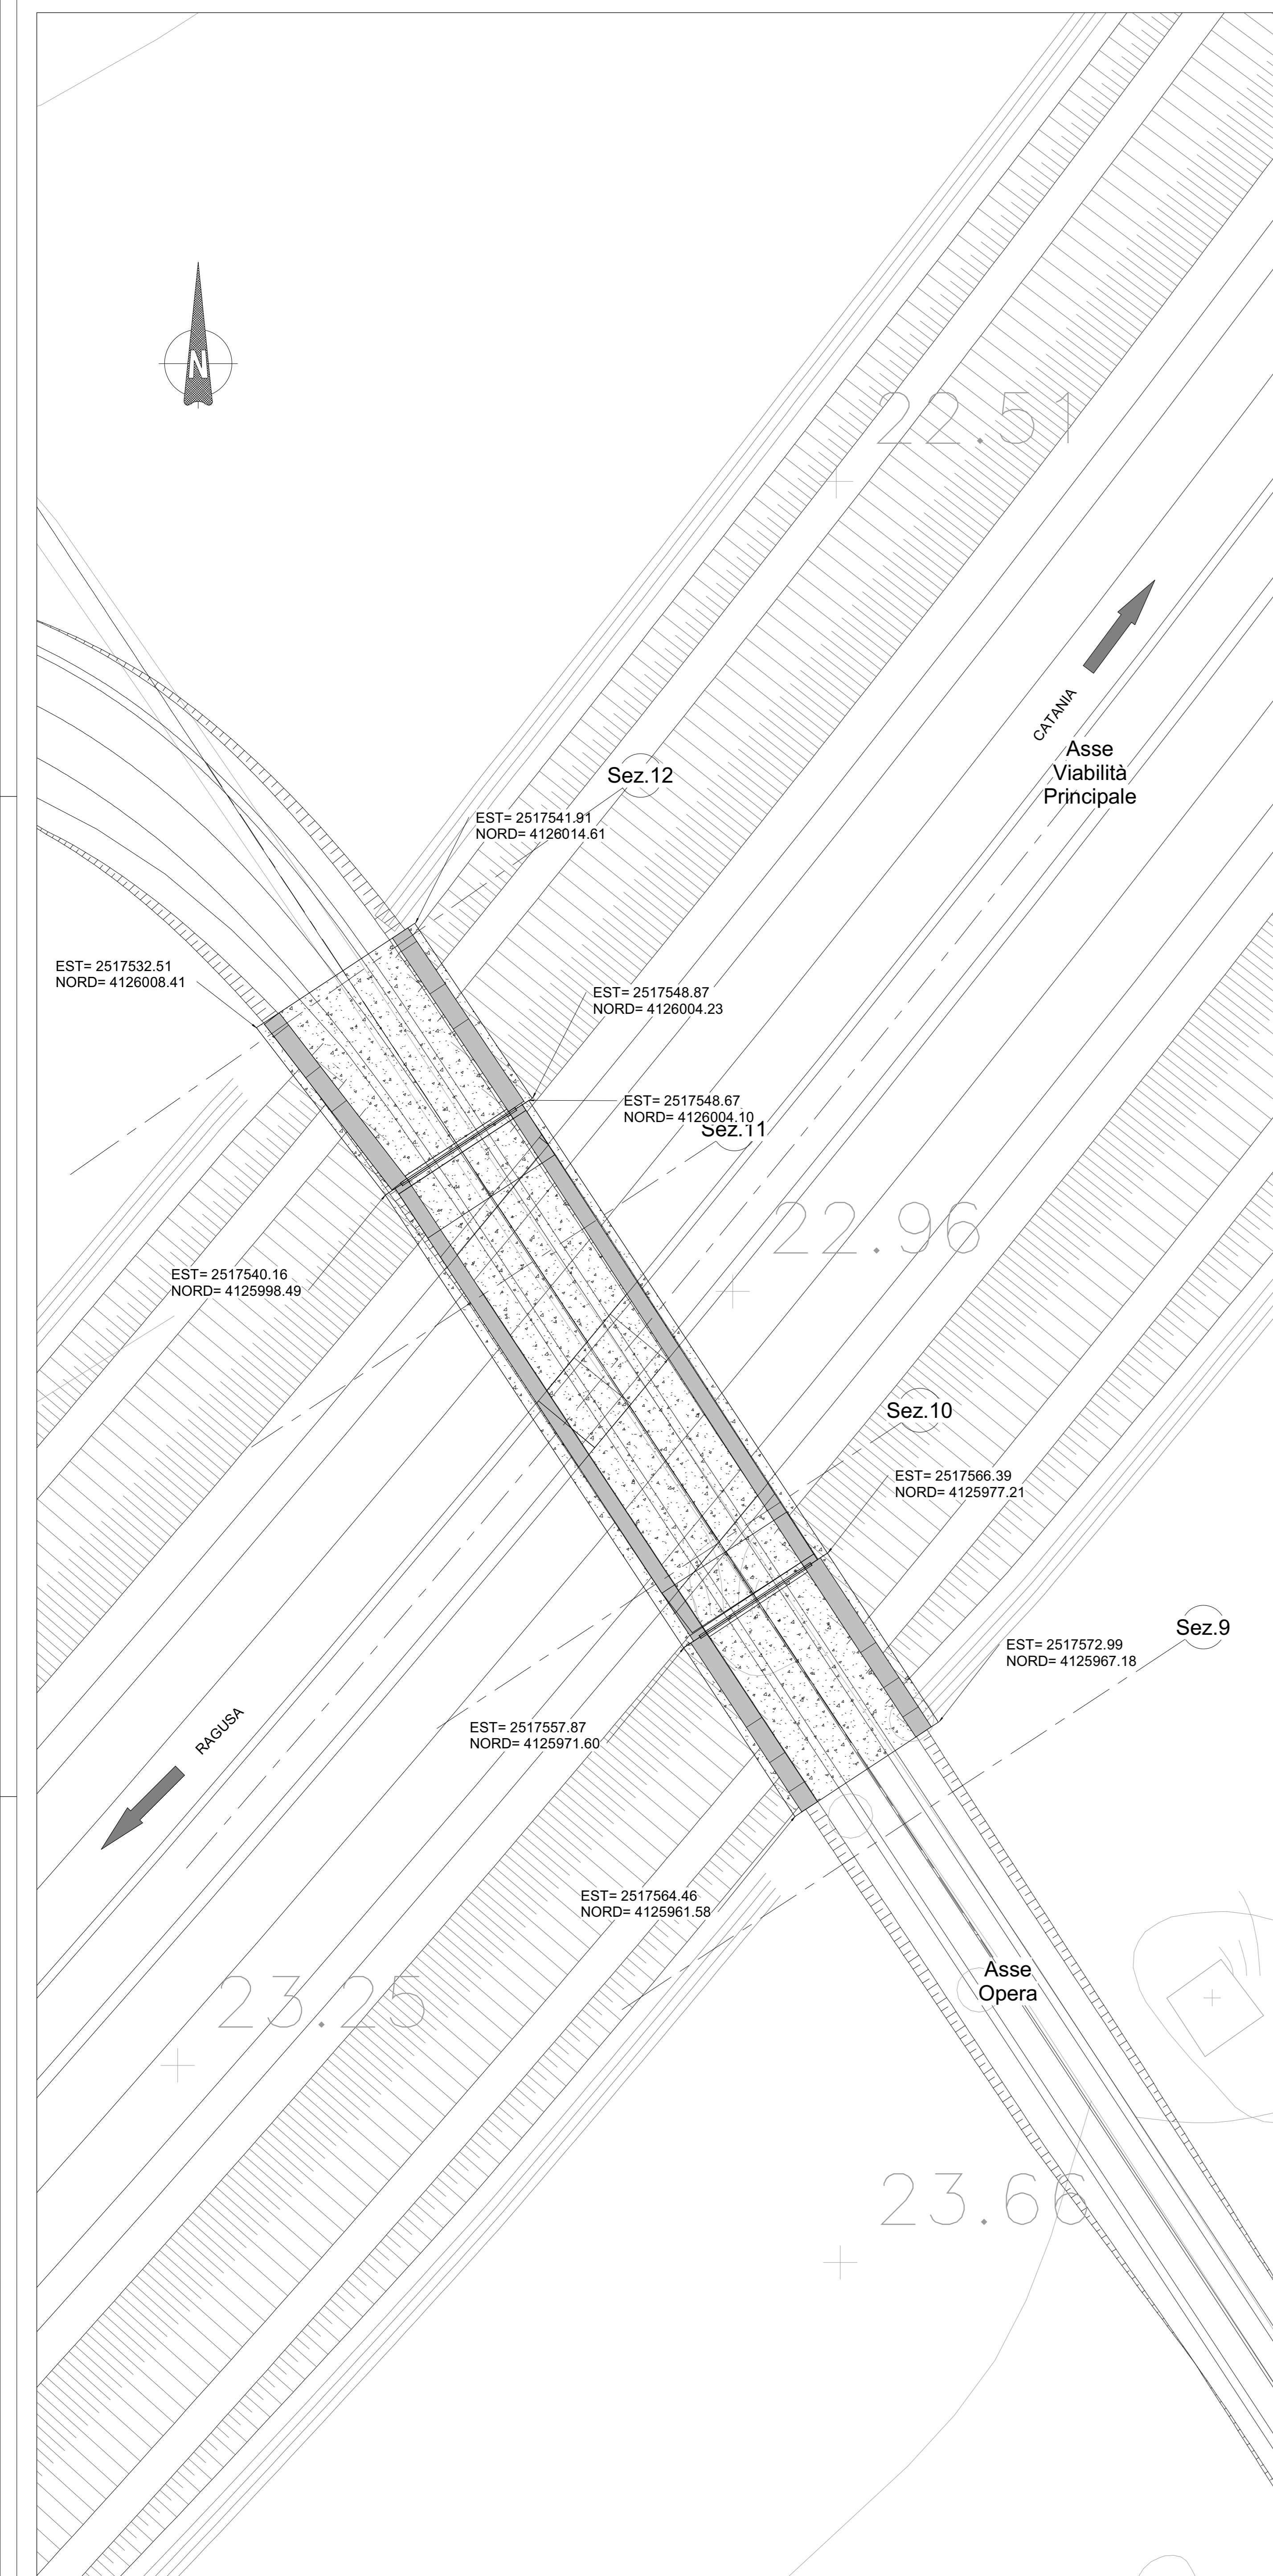 N
22.51
CATANIA
Asse
Viabilità
Principale
Sez.12
EST= 2517541.91
NORD= 4126014.61
EST= 2517532.51
NORD= 4126008.41
EST= 2517548.87
NORD= 4126004.23
EST= 2517548.67
NORD= 4126004.10
Sez.11
22.96
EST= 2517540.16
NORD= 4125998.49
Sez.10
EST= 2517566.39
NORD= 4125977.21
Sez.9
EST= 2517572.99
NORD= 4125967.18
RAGUSA
EST= 2517557.87
NORD= 4125971.60
EST= 2517564.46
NORD= 4125961.58
Asse
Opera
23.25
23.66